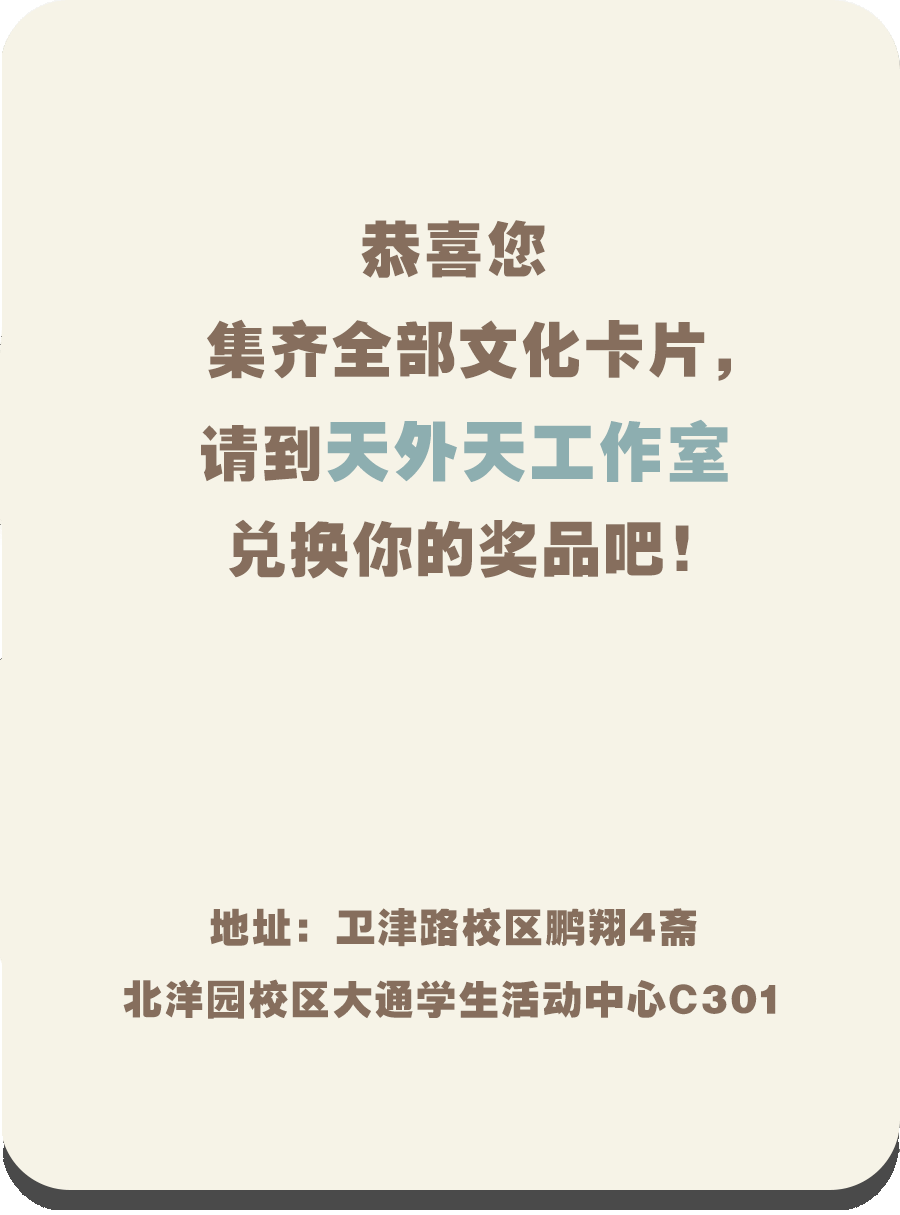 恭喜您
集齐全部文化卡片，
请到天外天工作室
兑换你的奖品吧！
地址：卫津路校区鹏翔4斋
北洋园校区大通学生活动中心C301